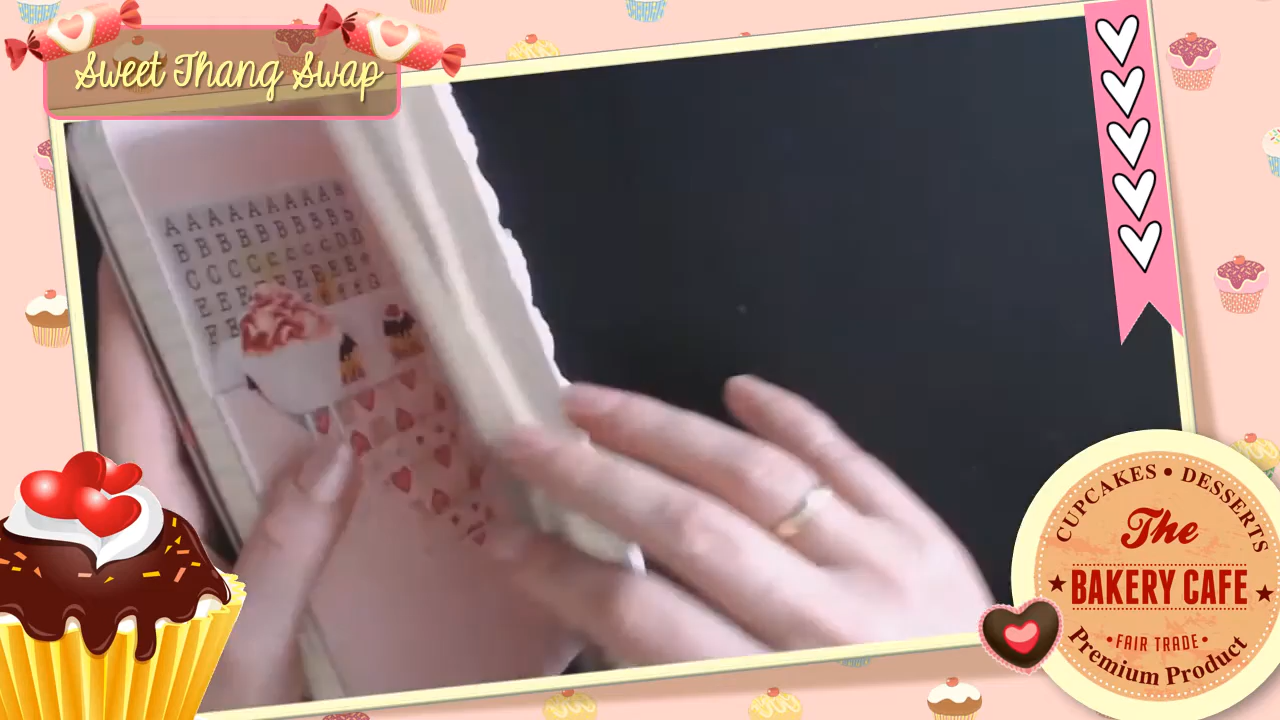 Sweet Thang Swap
A A A A A A A A A
B B B B B B B B
C C C C C C C C D D
E E F
F
CUPCAKES • DESSERTS
The
BAKERY CAFE
• FAIR TRADE •
Premium Product